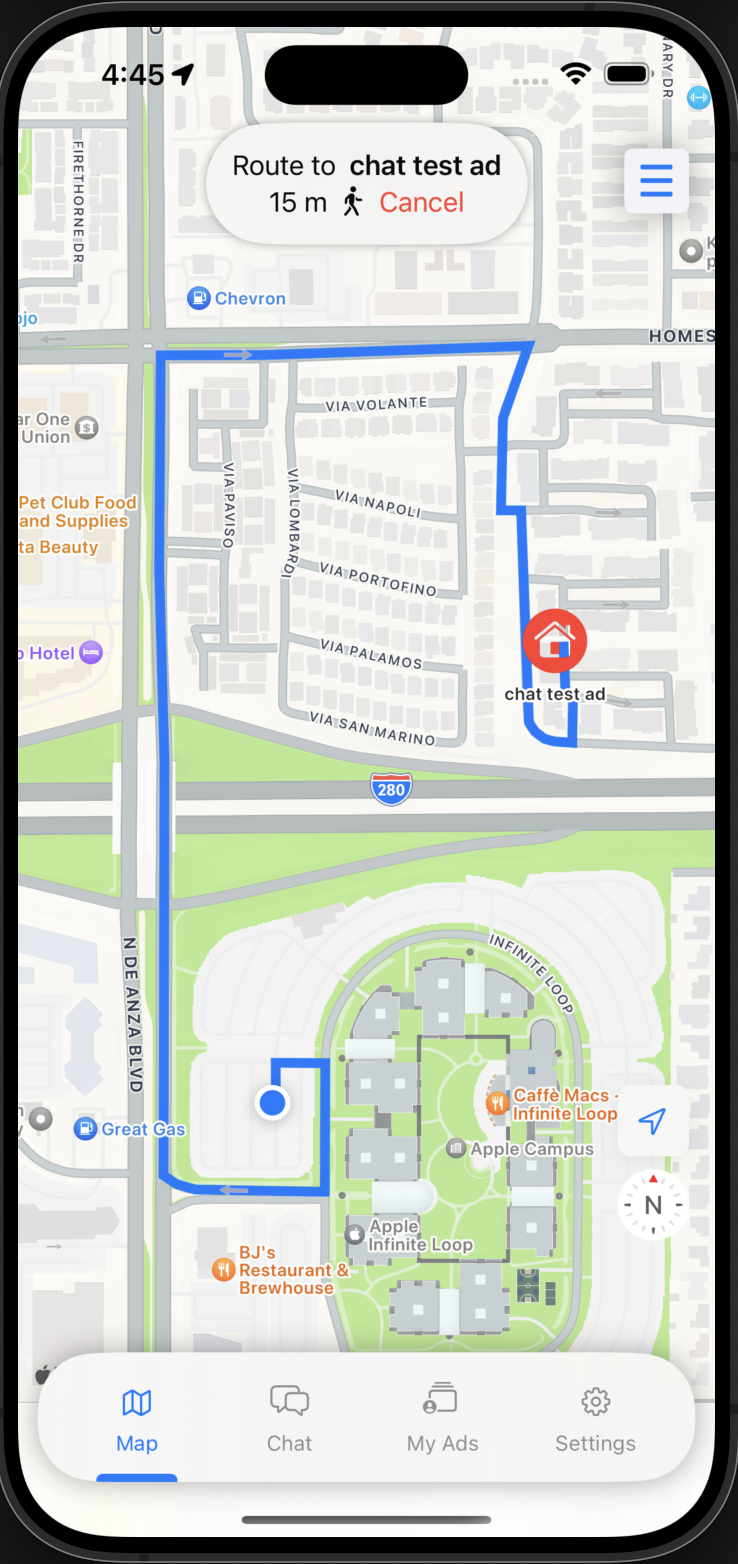 4:45
NARY DR
Route to chat test ad
15 m Cancel
FIRETHORNE DR
Chevron
ojo
HOMES
VIA VOLANTE
ar One
Union
$
VIA PAVISO
VIA LOMBARDI
VIA NAPOLI
Pet Club Food
and Supplies
ta Beauty
VIA PORTOFINO
o Hotel
VIA PALAMOS
chat test ad
VIA SAN MARINO
280
N DE ANZA BLVD
INFINITE LOOP
Caffè Macs -
Infinite Loop
Great Gas
Apple Campus
N
Apple
Infinite Loop
BJ's
Restaurant &
Brewhouse
Map
Chat
My Ads
Settings